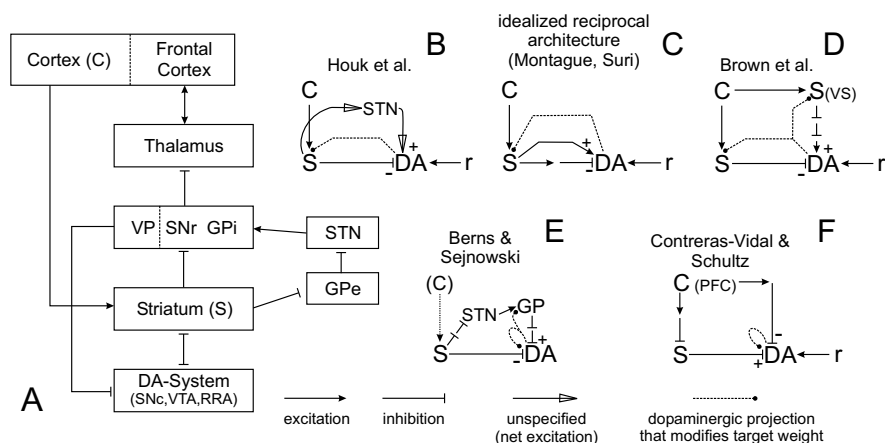 Cortex (C)
Frontal
Cortex
Thalamus
VP SNr GPi
STN
GPe
Striatum (S)
DA-System
(SNc,VTA,RRA)
A
B
Houk et al.
C
STN
S
+
-
DA
r
idealized reciprocal
architecture
(Montague, Suri)
C
C
S
+
-
DA
r
D
Brown et al.
C
S(VS)
S
+
-
DA
r
E
Berns &
Sejnowski
(C)
STN
GP
S
+
-
DA
F
Contreras-Vidal &
Schultz
C (PFC)
S
-
+
DA
r
excitation
inhibition
unspecified
(net excitation)
dopaminergic projection
that modifies target weight